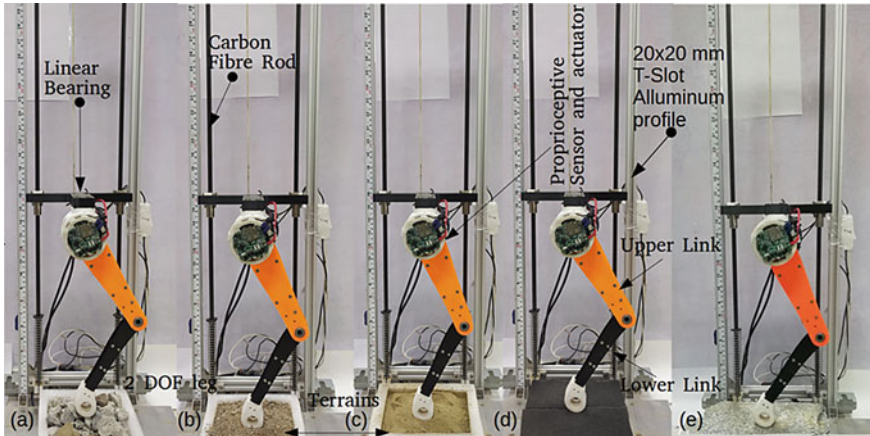 Linear
Bearing
Carbon
Fibre Rod
Proprioceptive
Sensor and actuator
20x20 mm
T-Slot
Alluminum
profile
Upper Link
Lower Link
2 DOF leg
Terrains
(a)
(b)
(c)
(d)
(e)